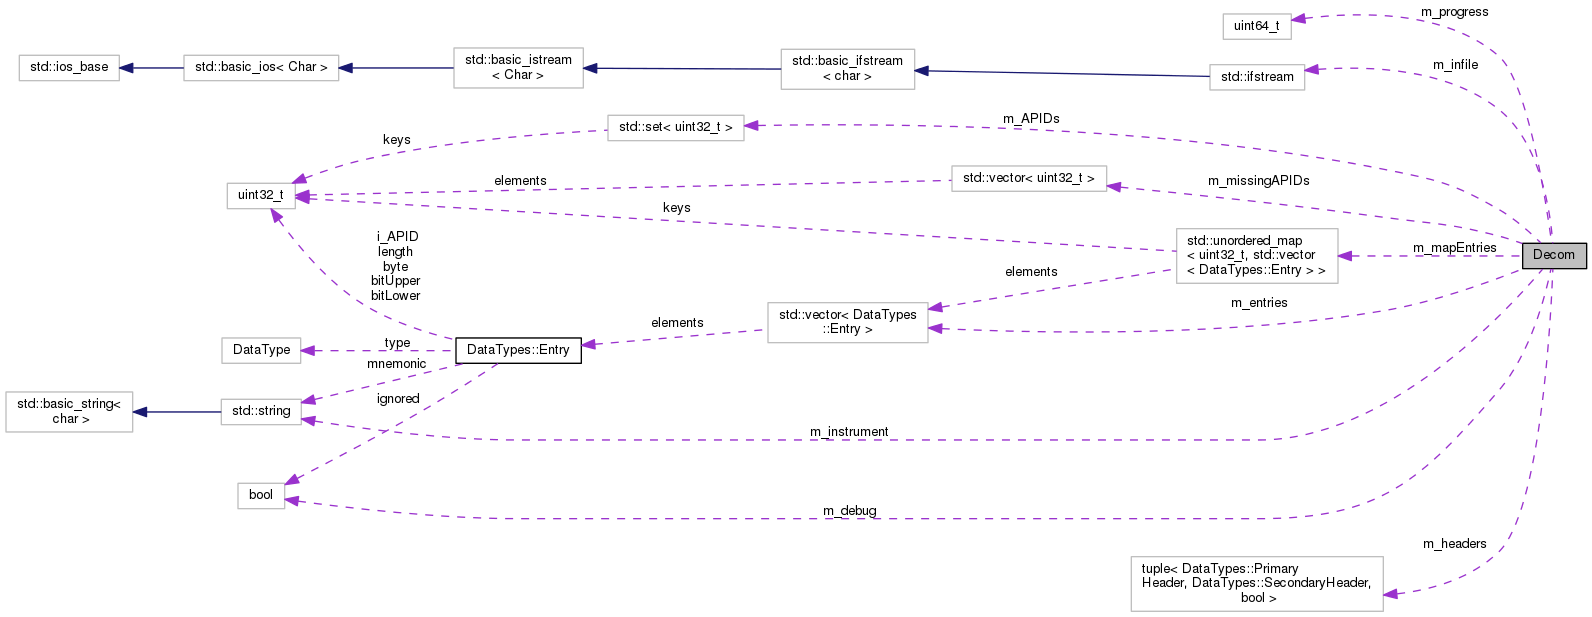 m_progress
uint64_t
std::ios_base
std::basic_ios< Char >
std::basic_istream
< Char >
std::basic_ifstream
< char >
std::ifstream
m_infile
std::set< uint32_t >
m_APIDs
keys
uint32_t
elements
std::vector< uint32_t >
m_missingAPIDs
keys
i_APID
length
byte
bitUpper
bitLower
elements
std::unordered_map
< uint32_t, std::vector
< DataTypes::Entry > >
m_mapEntries
Decom
m_entries
std::vector< DataTypes
::Entry >
elements
DataType
type
DataTypes::Entry
mnemonic
std::basic_string<
char >
std::string
ignored
m_instrument
bool
m_debug
m_headers
tuple< DataTypes::Primary
Header, DataTypes::SecondaryHeader,
bool >